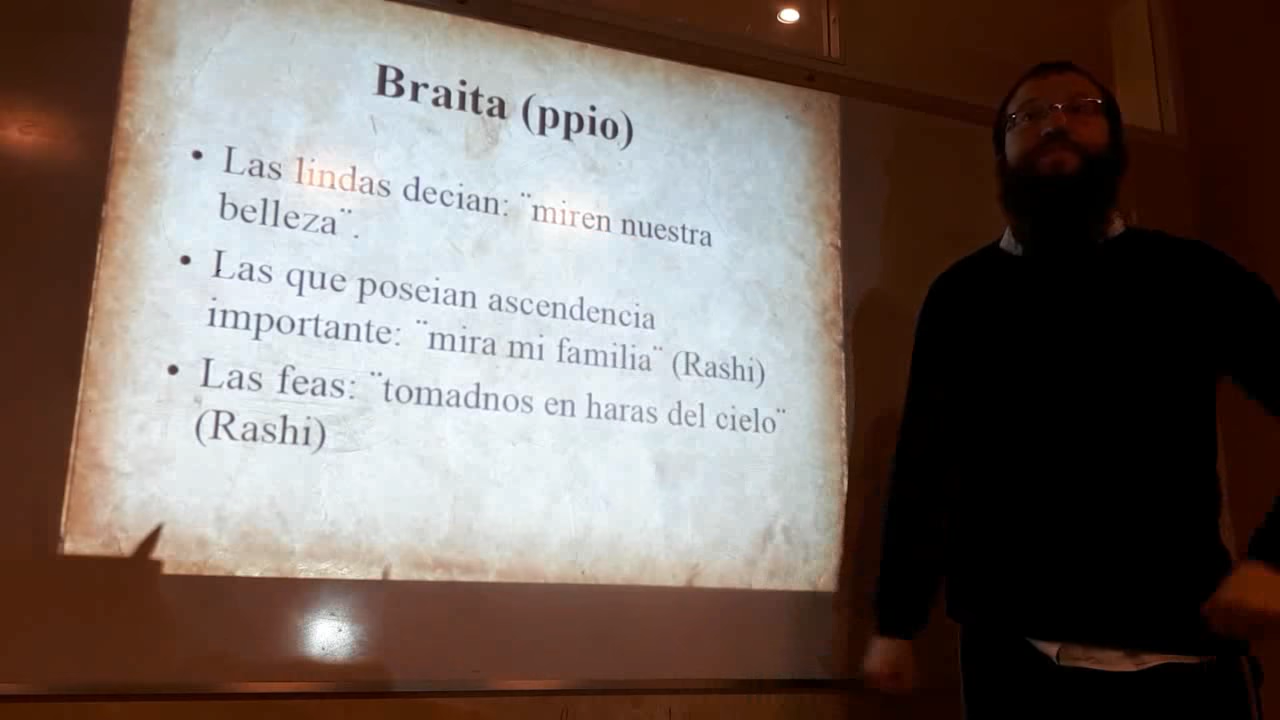 Braita (ppio)
• Las lindas decian: ¨miren nuestra
belleza¨.
• Las que poseian ascendencia
importante: ¨mira mi familia¨ (Rashi)
• Las feas: ¨tomadnos en haras del cielo¨
(Rashi)